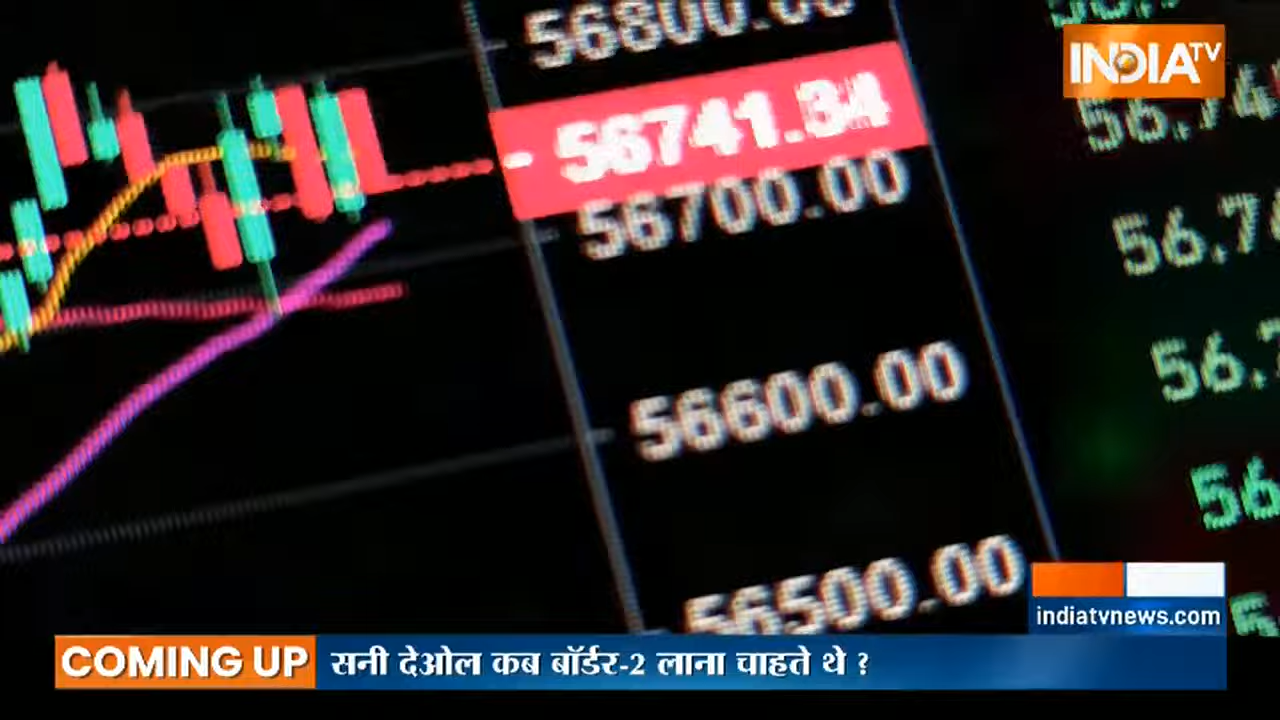 56800.00
INDIA TV
56741.34
56700.00
56600.00
56500.00
indiatvnews.com
COMING UP सनी देओल कब बॉर्डर-2 लाना चाहते थे ?